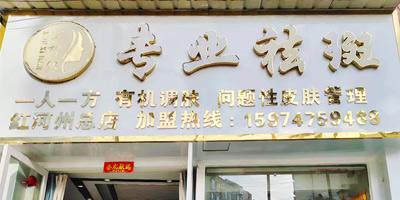 专业祛斑
一人一方 有机调肤 问题性皮肤管理
红河州总店 加盟热线：15974759468